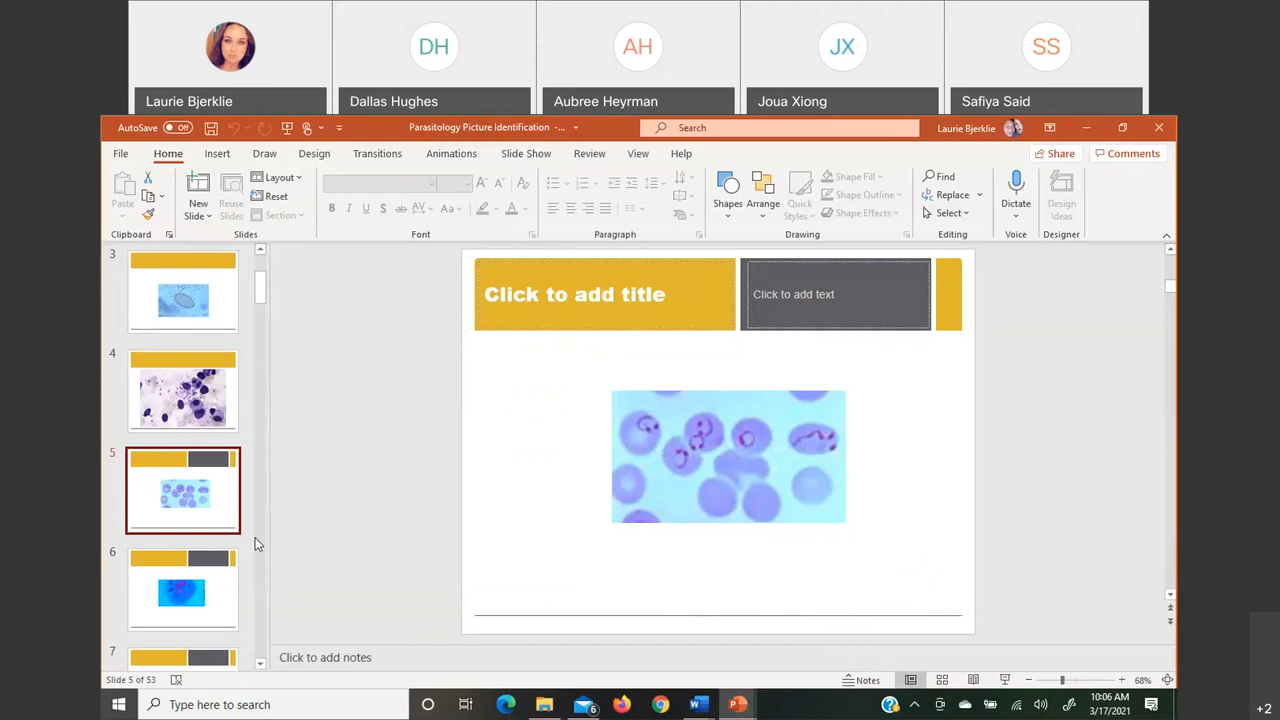 DH
AH
JX
SS
Laurie Bjerklie
Dallas Hughes
Aubree Heyrman
Joua Xiong
Safiya Said
AutoSave Off
Parasitology Picture Identification -...
Search
Laurie Bjerklie
File Home Insert Draw Design Transitions Animations Slide Show Review View Help
Share Comments
Paste
New Slide
Reuse Slides
Layout
Reset
Section
Shapes
Arrange
Quick Styles
Shape Fill
Shape Outline
Shape Effects
Find
Replace
Select
Dictate
Design Ideas
Clipboard Slides Font Paragraph Drawing Editing Voice Designer
3
4
5
6
7
Click to add title
Click to add text
Click to add notes
Slide 5 of 53
Notes
68%
Type here to search
6
10:06 AM
3/17/2021
+2